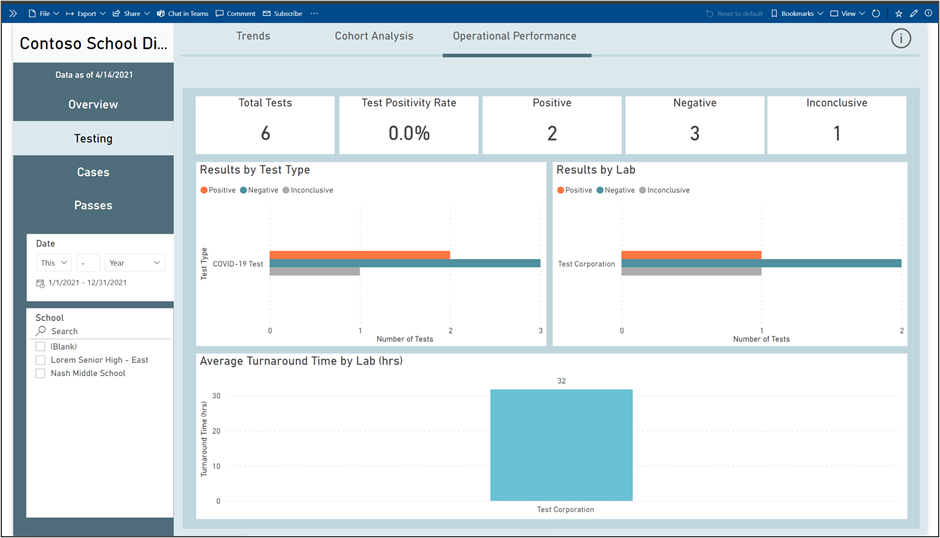 File Export Share Chat in Teams Comment Subscribe ... Reset to default Bookmarks View
Contoso School Di...
Data as of 4/14/2021
Overview
Testing
Cases
Passes
Date
This - Year
1/1/2021 - 12/31/2021
School
Search
(Blank)
Lorem Senior High - East
Nash Middle School
Trends Cohort Analysis Operational Performance
Total Tests
6
Test Positivity Rate
0.0%
Positive
2
Negative
3
Inconclusive
1
Results by Test Type
Positive Negative Inconclusive
Test Type
COVID-19 Test
0 1 2 3
Number of Tests
Results by Lab
Positive Negative Inconclusive
Test Corporation
0 1 2
Number of Tests
Average Turnaround Time by Lab (hrs)
Turnaround Time (hrs)
32
30
20
10
0
Test Corporation